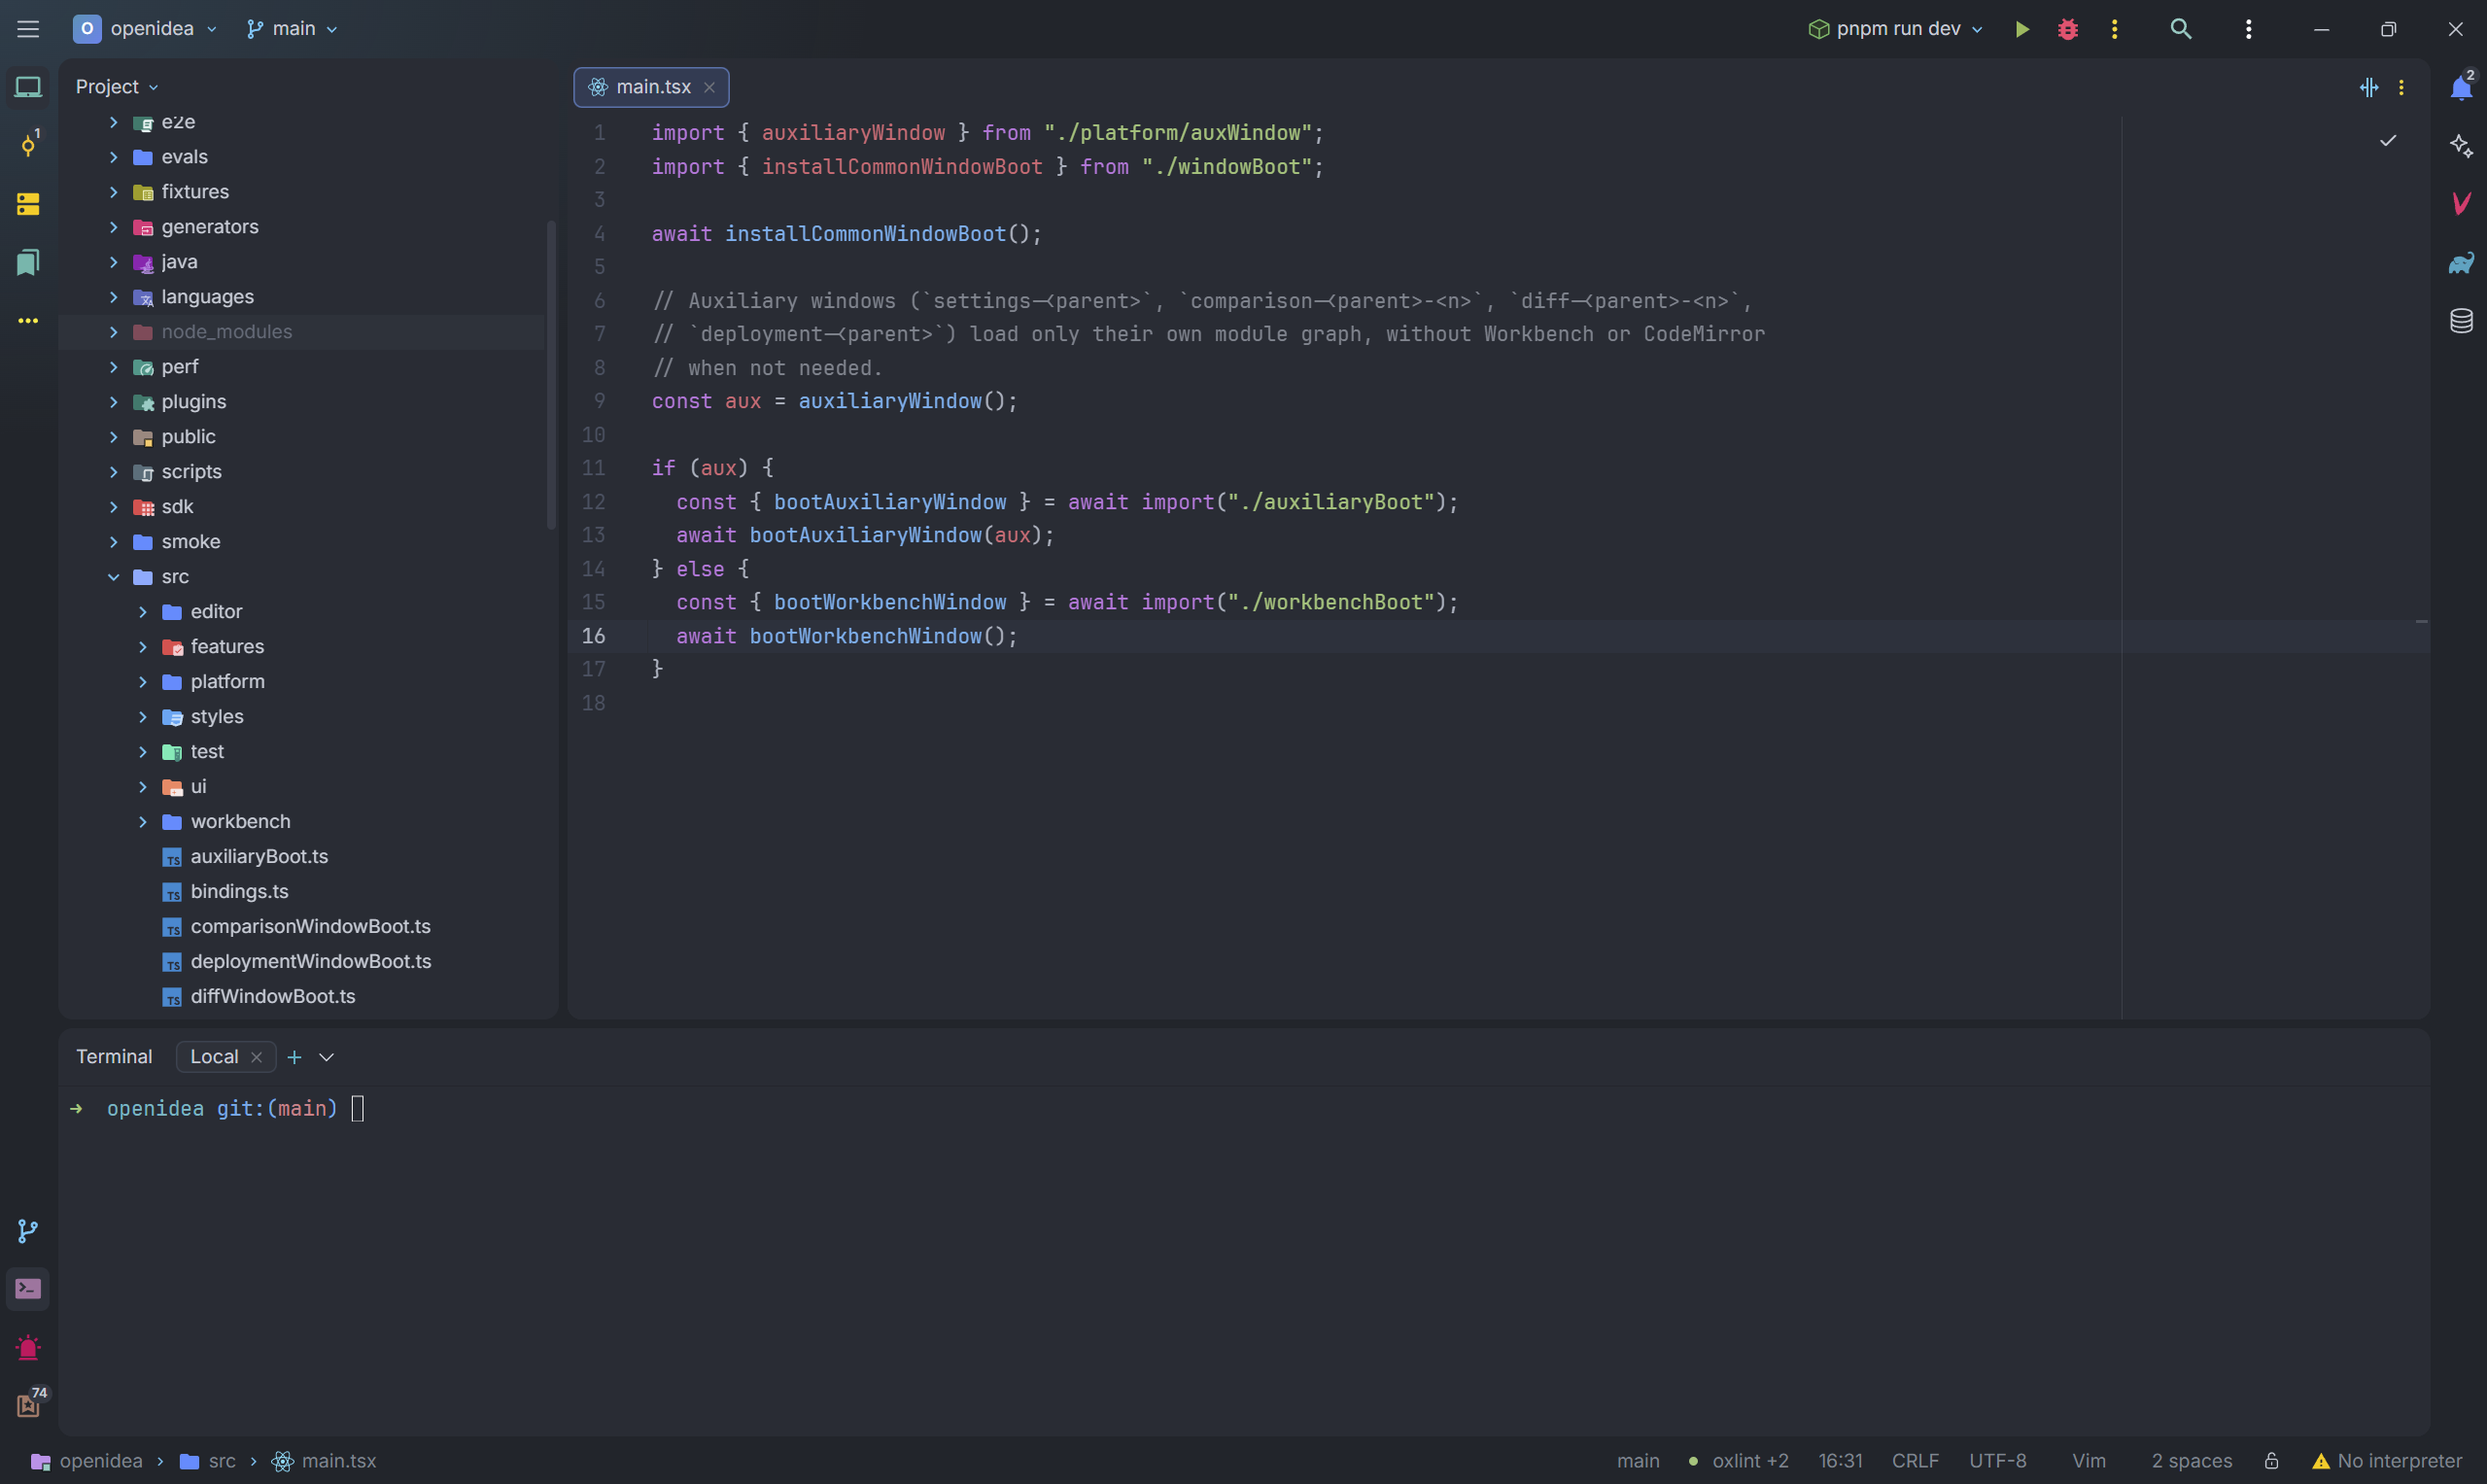 O openidea main pnpm run dev
Project
e2e
evals
fixtures
generators
java
languages
node_modules
perf
plugins
public
scripts
sdk
smoke
src
editor
features
platform
styles
test
ui
workbench
TS auxiliaryBoot.ts
TS bindings.ts
TS comparisonWindowBoot.ts
TS deploymentWindowBoot.ts
TS diffWindowBoot.ts
main.tsx
1 import { auxiliaryWindow } from "./platform/auxWindow";
2 import { installCommonWindowBoot } from "./windowBoot";
3
4 await installCommonWindowBoot();
5
6 // Auxiliary windows (`settings-<parent>`, `comparison-<parent>-<n>`, `diff-<parent>-<n>`,
7 // `deployment-<parent>`) load only their own module graph, without Workbench or CodeMirror
8 // when not needed.
9 const aux = auxiliaryWindow();
10
11 if (aux) {
12 const { bootAuxiliaryWindow } = await import("./auxiliaryBoot");
13 await bootAuxiliaryWindow(aux);
14 } else {
15 const { bootWorkbenchWindow } = await import("./workbenchBoot");
16 await bootWorkbenchWindow();
17 }
18
1
2
Terminal Local
➜ openidea git:(main)
74
openidea › src › main.tsx
main oxlint +2 16:31 CRLF UTF-8 Vim 2 spaces No interpreter